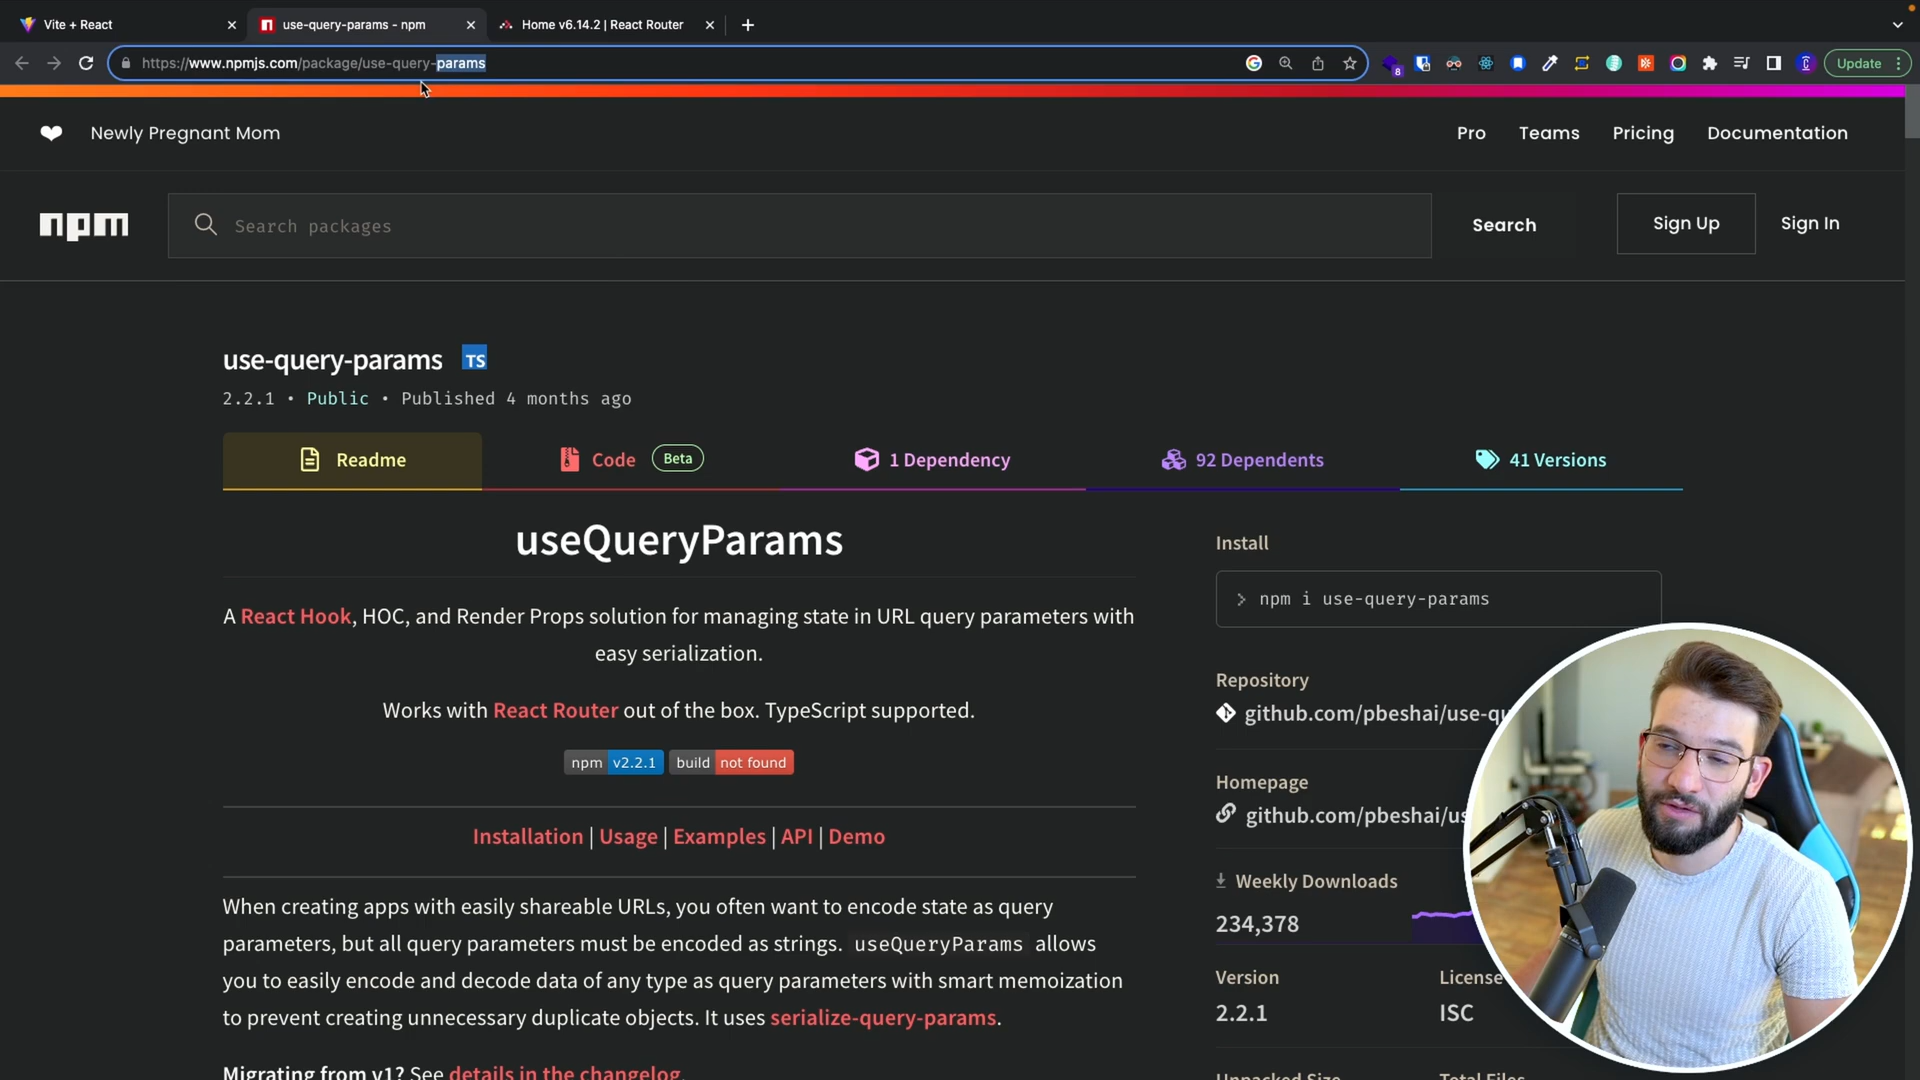 Vite + React
use-query-params - npm
Home v6.14.2 | React Router
https://www.npmjs.com/package/use-query-params
8
Update
Newly Pregnant Mom
Pro
Teams
Pricing
Documentation
npm
Search packages
Search
Sign Up
Sign In
use-query-params TS
2.2.1 • Public • Published 4 months ago
Readme
Code Beta
1 Dependency
92 Dependents
41 Versions
useQueryParams
A React Hook, HOC, and Render Props solution for managing state in URL query parameters with
easy serialization.
Works with React Router out of the box. TypeScript supported.
npm v2.2.1 build not found
Installation | Usage | Examples | API | Demo
When creating apps with easily shareable URLs, you often want to encode state as query
parameters, but all query parameters must be encoded as strings. useQueryParams allows
you to easily encode and decode data of any type as query parameters with smart memoization
to prevent creating unnecessary duplicate objects. It uses serialize-query-params.
Migrating from v1? See details in the changelog.
Install
> npm i use-query-params
Repository
github.com/pbeshai/use-qu
Homepage
github.com/pbeshai/us
Weekly Downloads
234,378
Version
License
2.2.1
ISC
Unpacked Size
Total Files